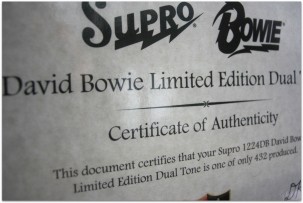 SUPRO BOWIE
David Bowie Limited Edition Dual
Certificate of Authenticity
This document certifies that your Supro 1224DB David Bowie
Limited Edition Dual Tone is one of only 432 produced.